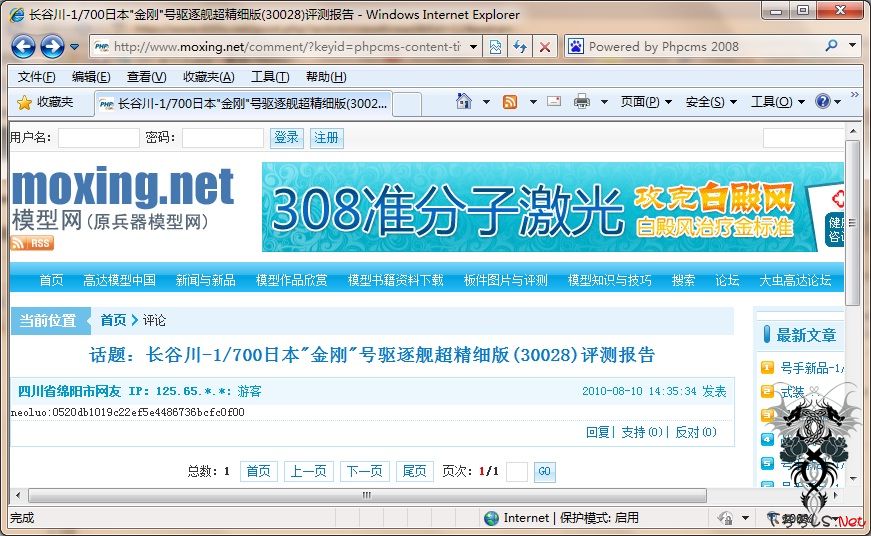 长谷川-1/700日本"金刚"号驱逐舰超精细版(30028)评测报告 - Windows Internet Explorer
http://www.moxing.net/comment/?keyid=phpcms-content-ti
Powered by Phpcms 2008
文件(F) 编辑(E) 查看(V) 收藏夹(A) 工具(T) 帮助(H)
收藏夹 长谷川-1/700日本"金刚"号驱逐舰超精细版(3002... 页面(P) 安全(S) 工具(O)
用户名: 密码: 登录 注册
moxing.net
模型网(原兵器模型网)
RSS
308准分子激光
攻克白殿风
白殿风治疗金标准
健康
首页 高达模型中国 新闻与新品 模型作品欣赏 模型书籍资料下载 板件图片与评测 模型知识与技巧 搜索 论坛 大虫高达论坛
当前位置 首页 评论
话题: 长谷川-1/700日本"金刚"号驱逐舰超精细版(30028)评测报告
四川省绵阳市网友 IP: 125.65.*.*: 游客 2010-08-10 14:35:34 发表
neoluo:0520db1019c22ef5e4486736bcfc0f00
回复| 支持(0)| 反对(0)
总数: 1 首页 上一页 下一页 尾页 页次: 1/1 GO
最新文章
1 号手新品-1/
2 式装
3
4
5
完成 Internet | 保护模式: 启用